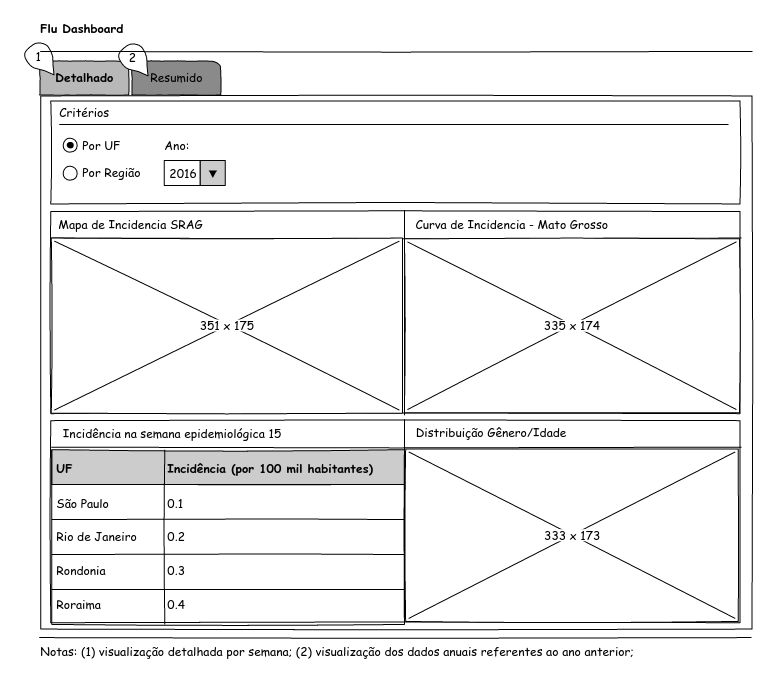 Flu Dashboard
1 2
Detalhado Resumido
Critérios
Por UF Ano:
Por Região 2016 ▼
Mapa de Incidencia SRAG Curva de Incidencia - Mato Grosso
351 x 175 335 x 174
Incidência na semana epidemiológica 15 Distribuição Gênero/Idade
UF Incidência (por 100 mil habitantes)
São Paulo 0.1
Rio de Janeiro 0.2
333 x 173
Rondonia 0.3
Roraima 0.4
Notas: (1) visualização detalhada por semana; (2) visualização dos dados anuais referentes ao ano anterior;